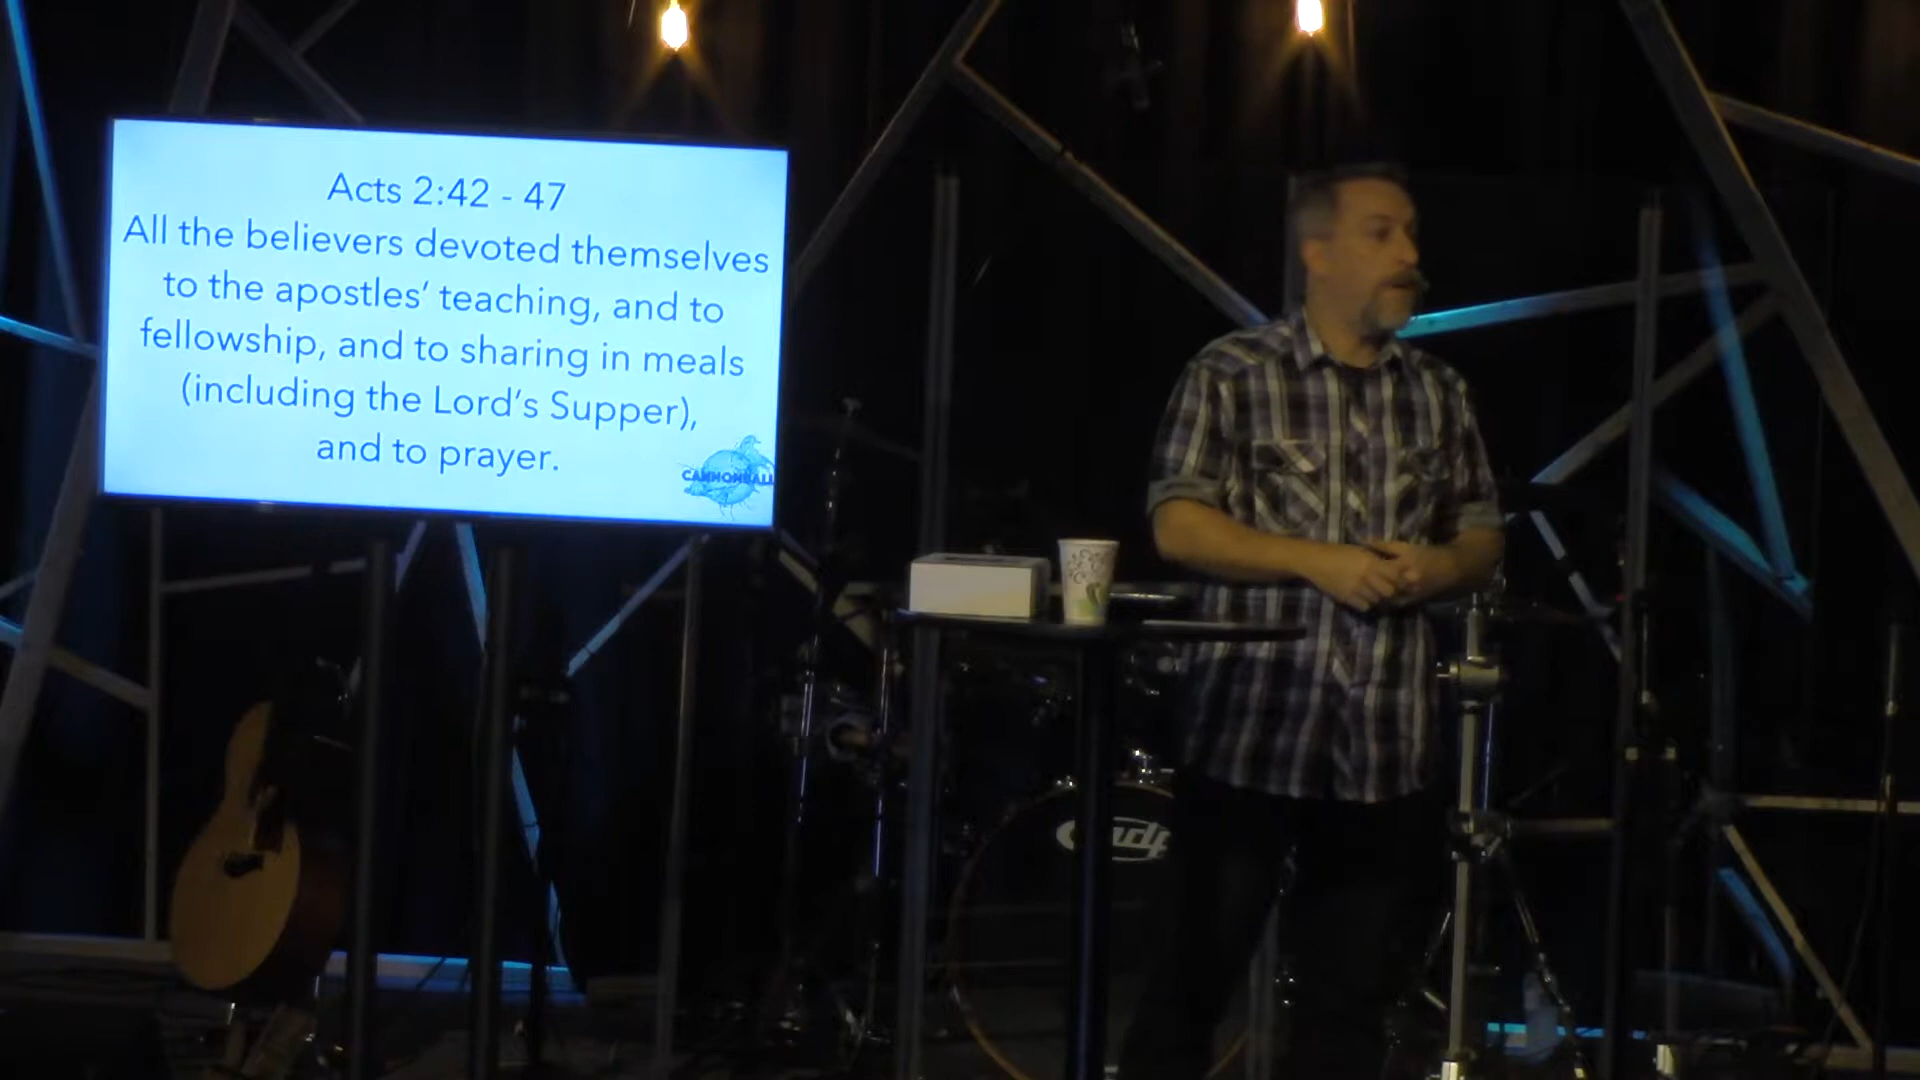 Acts 2:42 - 47
All the believers devoted themselves
to the apostles’ teaching, and to
fellowship, and to sharing in meals
(including the Lord’s Supper),
and to prayer.
CANNONBALL
pdp